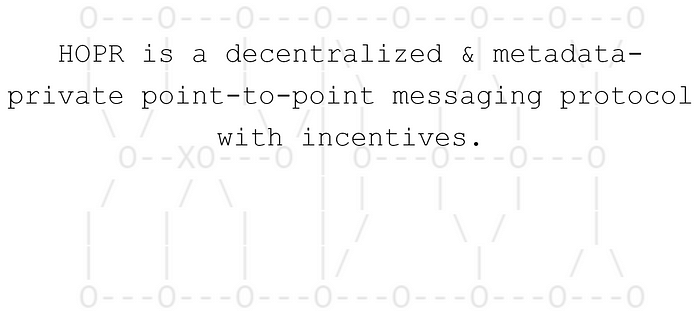 HOPR is a decentralized & metadata-
private point-to-point messaging protocol
with incentives.